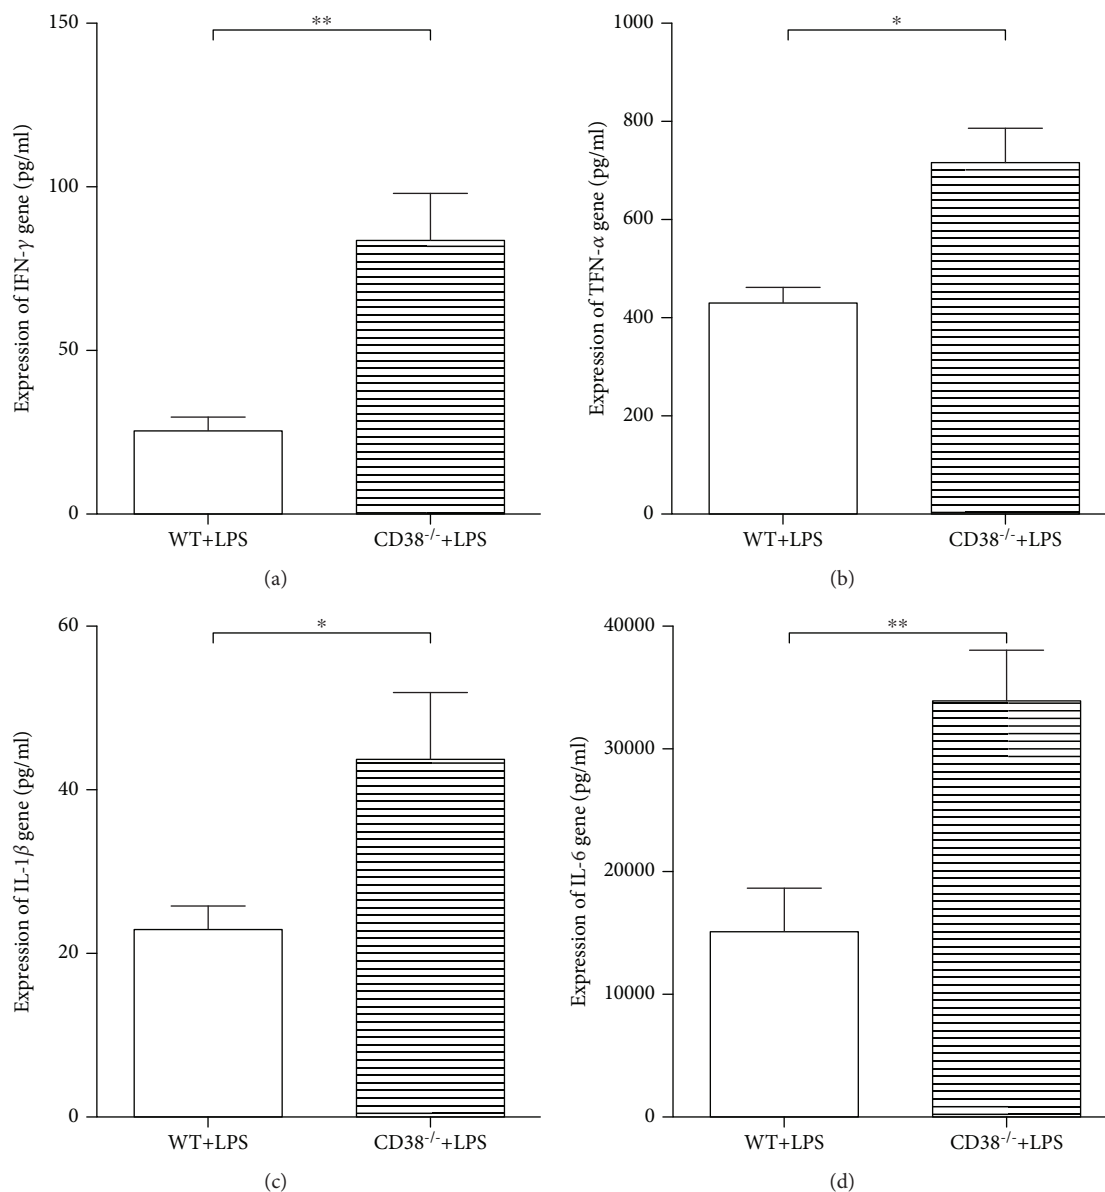 150
100
50
0
Expression of IFN-γ gene (pg/ml)
**
WT+LPS
CD38-/-+LPS
(a)
1000
800
600
400
200
0
Expression of TFN-α gene (pg/ml)
*
WT+LPS
CD38-/-+LPS
(b)
60
40
20
0
Expression of IL-1β gene (pg/ml)
*
WT+LPS
CD38-/-+LPS
(c)
40000
30000
20000
10000
0
Expression of IL-6 gene (pg/ml)
**
WT+LPS
CD38-/-+LPS
(d)